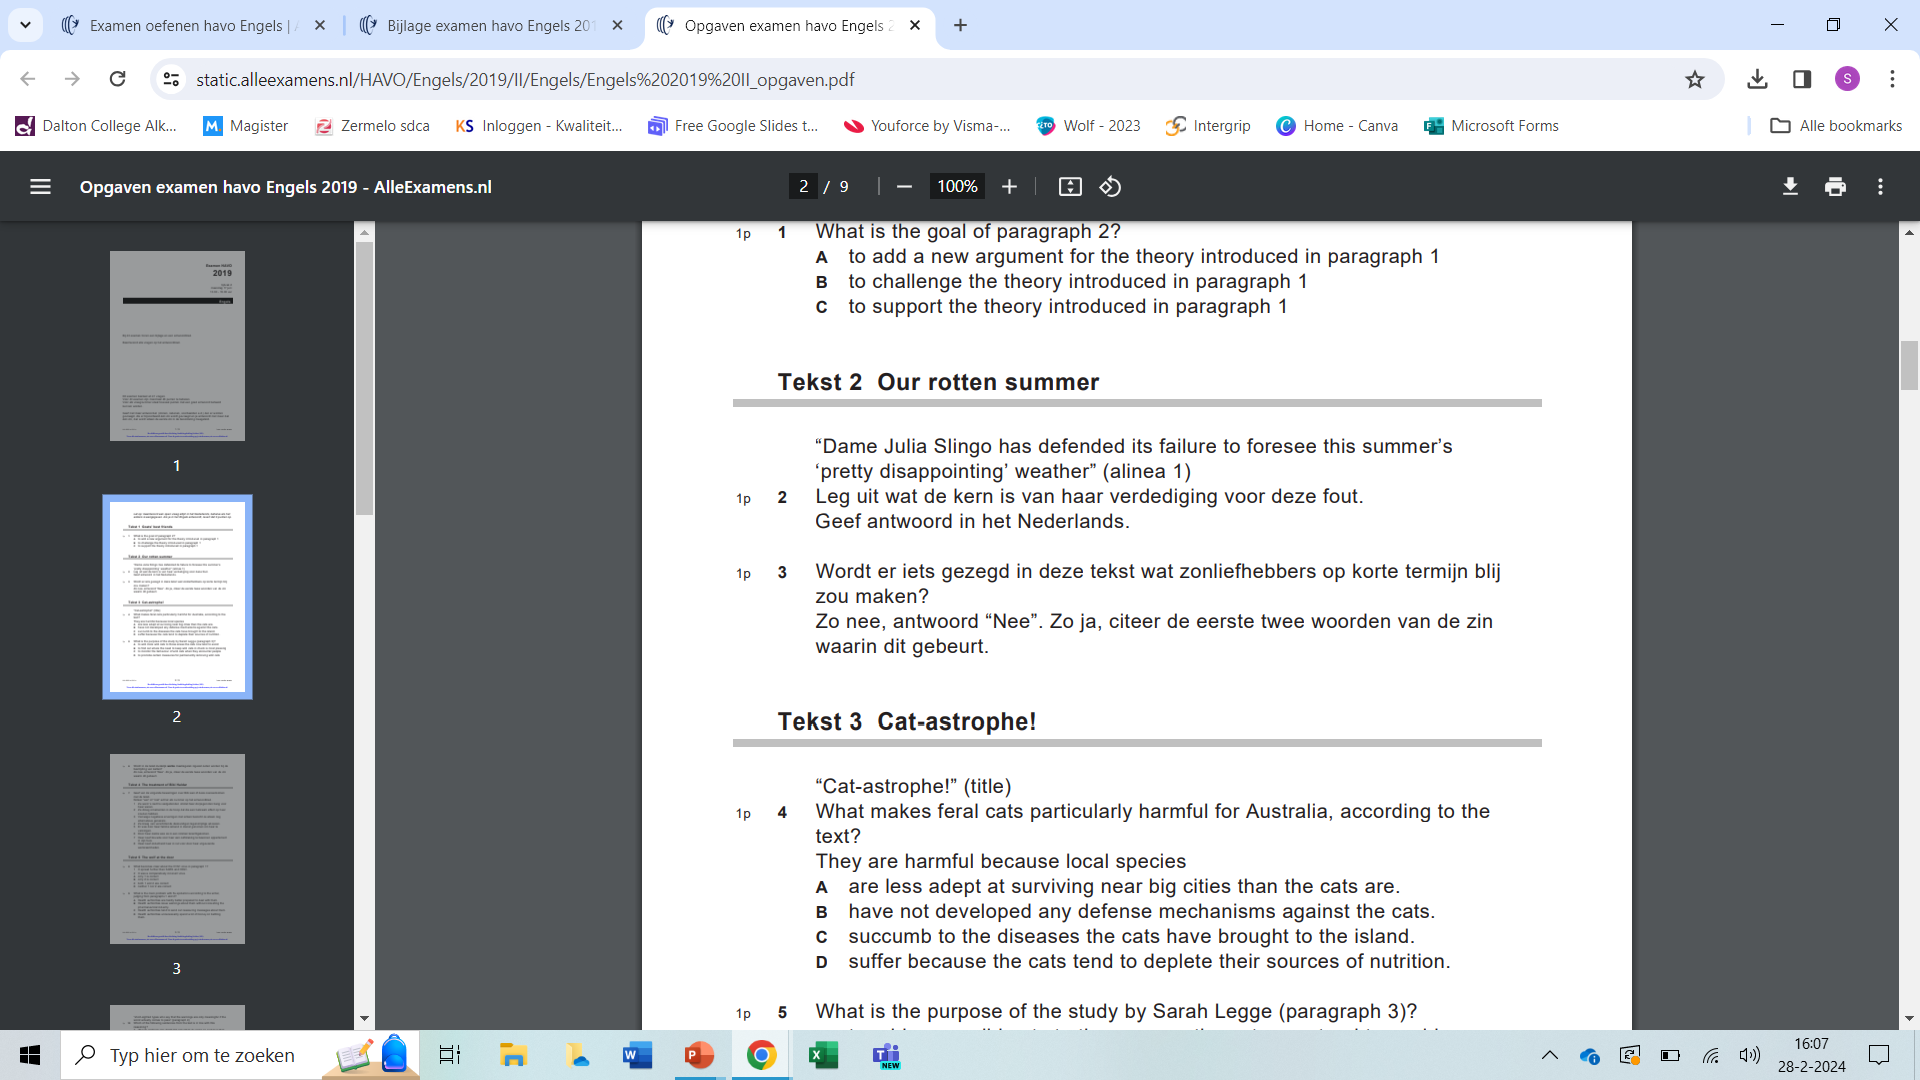 Examen oefenen havo Engels |
Bijlage examen havo Engels 201
Opgaven examen havo Engels 2
static.alleexamens.nl/HAVO/Engels/2019/II/Engels/Engels%202019%20II_opgaven.pdf
S
Dalton College Alk...
Magister
Zermelo sdca
KS Inloggen - Kwaliteit...
Free Google Slides t...
Youforce by Visma-...
Wolf - 2023
Intergrip
Home - Canva
Microsoft Forms
Alle bookmarks
Opgaven examen havo Engels 2019 - AlleExamens.nl
2 / 9
100%
2019
1
2
3
1p 1 What is the goal of paragraph 2?
A to add a new argument for the theory introduced in paragraph 1
B to challenge the theory introduced in paragraph 1
C to support the theory introduced in paragraph 1
Tekst 2 Our rotten summer
“Dame Julia Slingo has defended its failure to foresee this summer’s
‘pretty disappointing’ weather” (alinea 1)
1p 2 Leg uit wat de kern is van haar verdediging voor deze fout.
Geef antwoord in het Nederlands.
1p 3 Wordt er iets gezegd in deze tekst wat zonliefhebbers op korte termijn blij
zou maken?
Zo nee, antwoord “Nee”. Zo ja, citeer de eerste twee woorden van de zin
waarin dit gebeurt.
Tekst 3 Cat-astrophe!
“Cat-astrophe!” (title)
1p 4 What makes feral cats particularly harmful for Australia, according to the
text?
They are harmful because local species
A are less adept at surviving near big cities than the cats are.
B have not developed any defense mechanisms against the cats.
C succumb to the diseases the cats have brought to the island.
D suffer because the cats tend to deplete their sources of nutrition.
1p 5 What is the purpose of the study by Sarah Legge (paragraph 3)?
Typ hier om te zoeken
NEW
16:07
28-2-2024